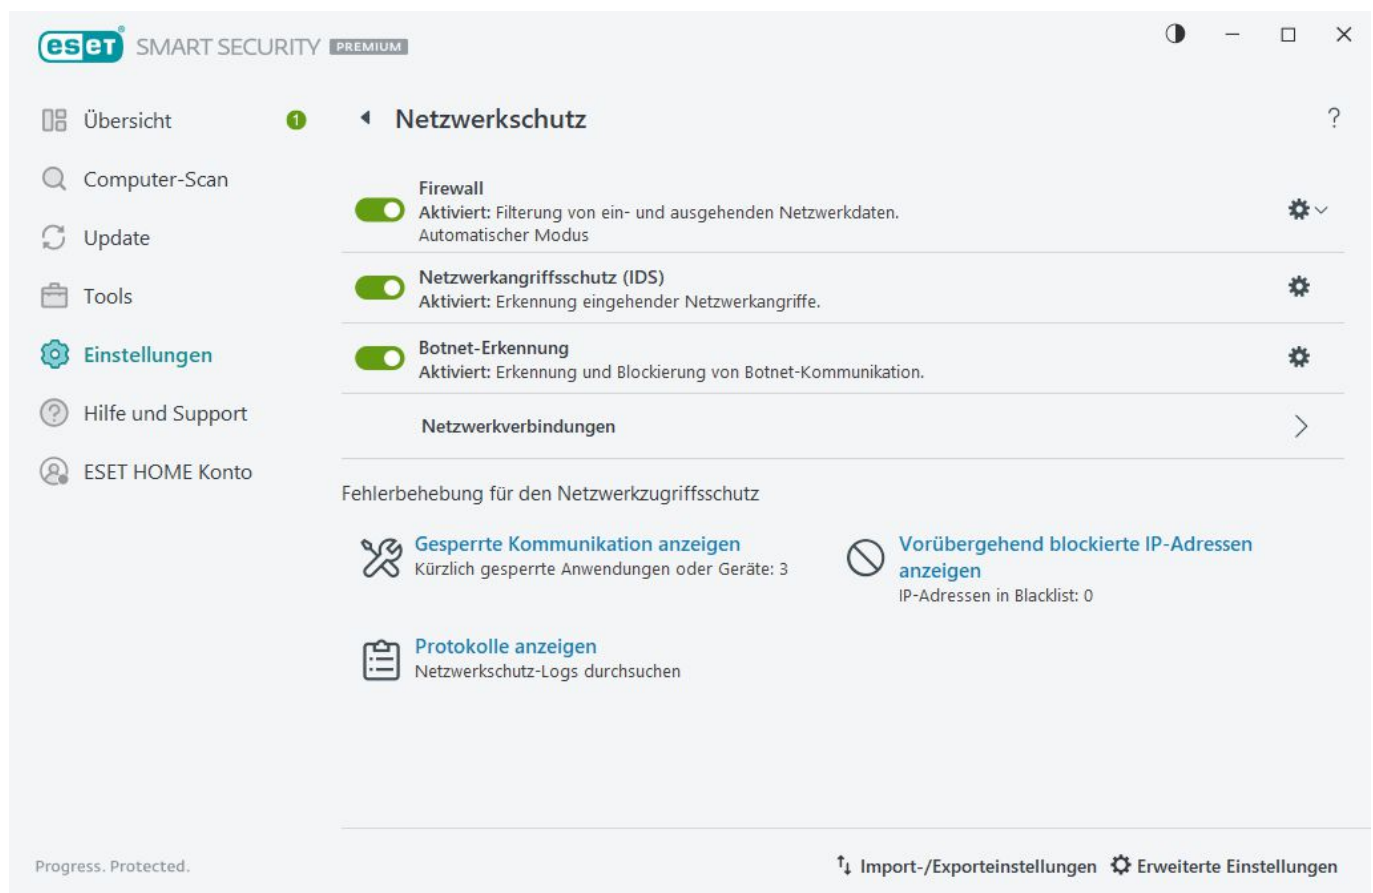 eseT® SMART SECURITY PREMIUM
Übersicht 1
Computer-Scan
Update
Tools
Einstellungen
Hilfe und Support
ESET HOME Konto
Netzwerkschutz ?
Firewall
Aktiviert: Filterung von ein- und ausgehenden Netzwerkdaten.
Automatischer Modus
Netzwerkangriffsschutz (IDS)
Aktiviert: Erkennung eingehender Netzwerkangriffe.
Botnet-Erkennung
Aktiviert: Erkennung und Blockierung von Botnet-Kommunikation.
Netzwerkverbindungen
Fehlerbehebung für den Netzwerkzugriffsschutz
Gesperrte Kommunikation anzeigen
Kürzlich gesperrte Anwendungen oder Geräte: 3
Vorübergehend blockierte IP-Adressen
anzeigen
IP-Adressen in Blacklist: 0
Protokolle anzeigen
Netzwerkschutz-Logs durchsuchen
Progress. Protected.
Import-/Exporteinstellungen Erweiterte Einstellungen